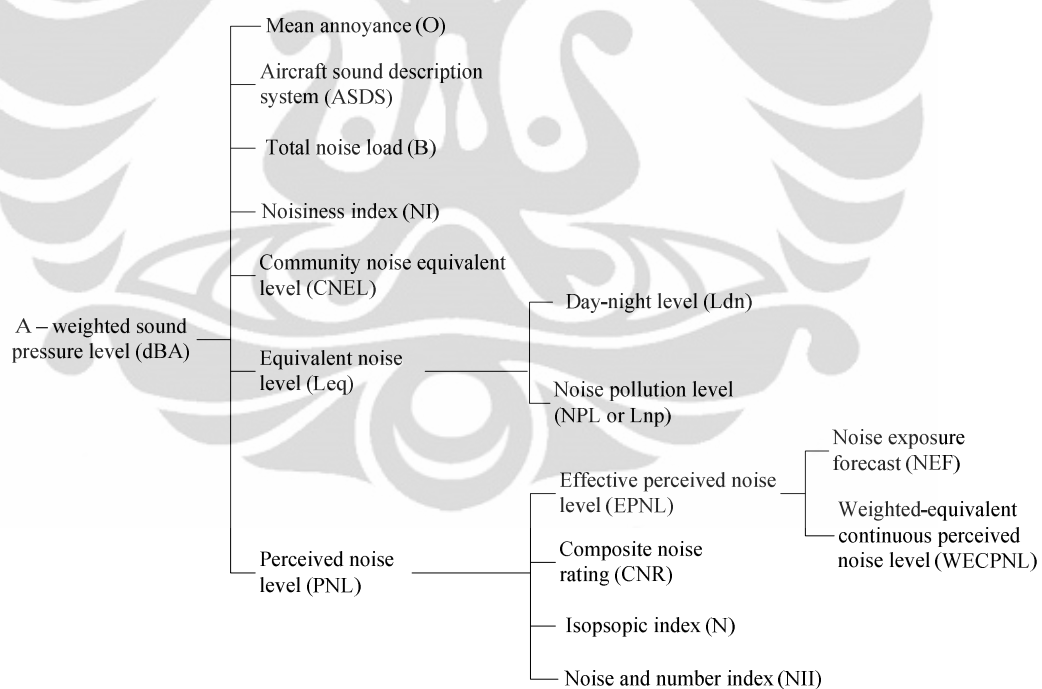 Mean annoyance (O)
Aircraft sound description
system (ASDS)
Total noise load (B)
Noisiness index (NI)
Community noise equivalent
level (CNEL)
A – weighted sound
pressure level (dBA)
Equivalent noise
level (Leq)
Perceived noise
level (PNL)
Day-night level (Ldn)
Noise pollution level
(NPL or Lnp)
Effective perceived noise
level (EPNL)
Composite noise
rating (CNR)
Isopsopic index (N)
Noise and number index (NII)
Noise exposure
forecast (NEF)
Weighted-equivalent
continuous perceived
noise level (WECPNL)